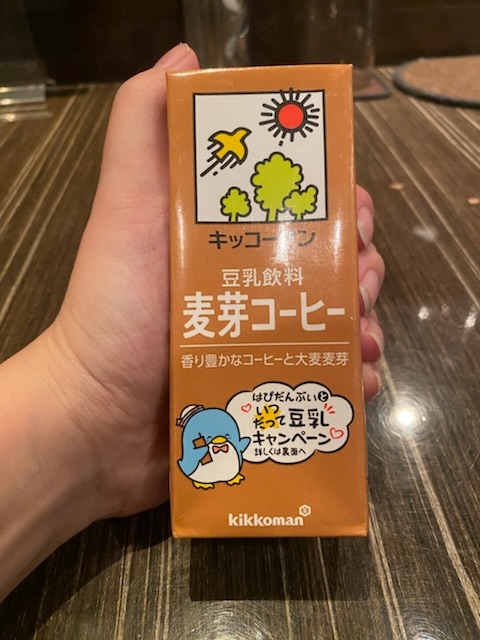 キッコーマン
豆乳飲料
麦芽コーヒー
香り豊かなコーヒーと大麦麦芽
はぴだんぶいと
いつ
だって豆乳
キャンペーン
詳しくは裏面へ
kikkoman